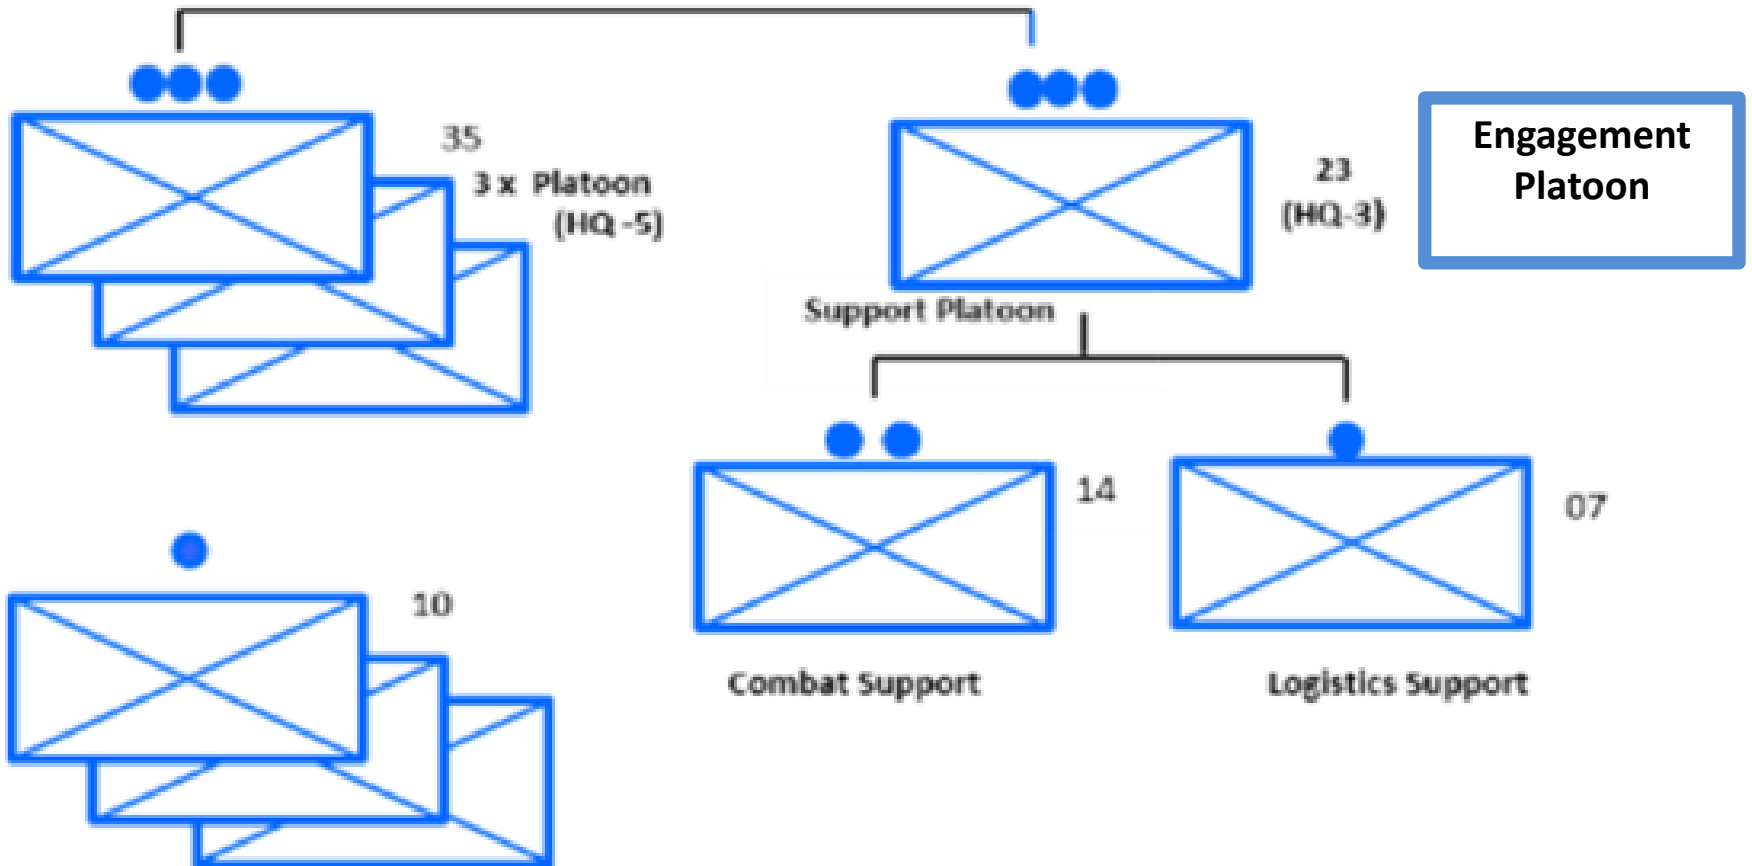 35
3 x Platoon
(HQ -5)
23
(HQ-3)
Engagement
Platoon
Support Platoon
14
07
10
Combat Support
Logistics Support